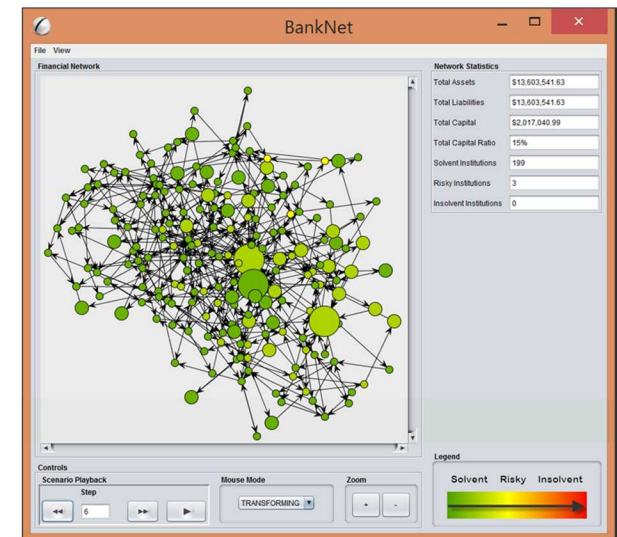 BankNet
File View
Financial Network
Network Statistics
Total Assets $13,603,541.63
Total Liabilities $13,603,541.63
Total Capital $2,017,040.99
Total Capital Ratio 15%
Solvent Institutions 199
Risky Institutions 3
Insolvent Institutions 0
Controls
Scenario Playback
Step
6
Mouse Mode
TRANSFORMING
Zoom
+ -
Legend
Solvent Risky Insolvent